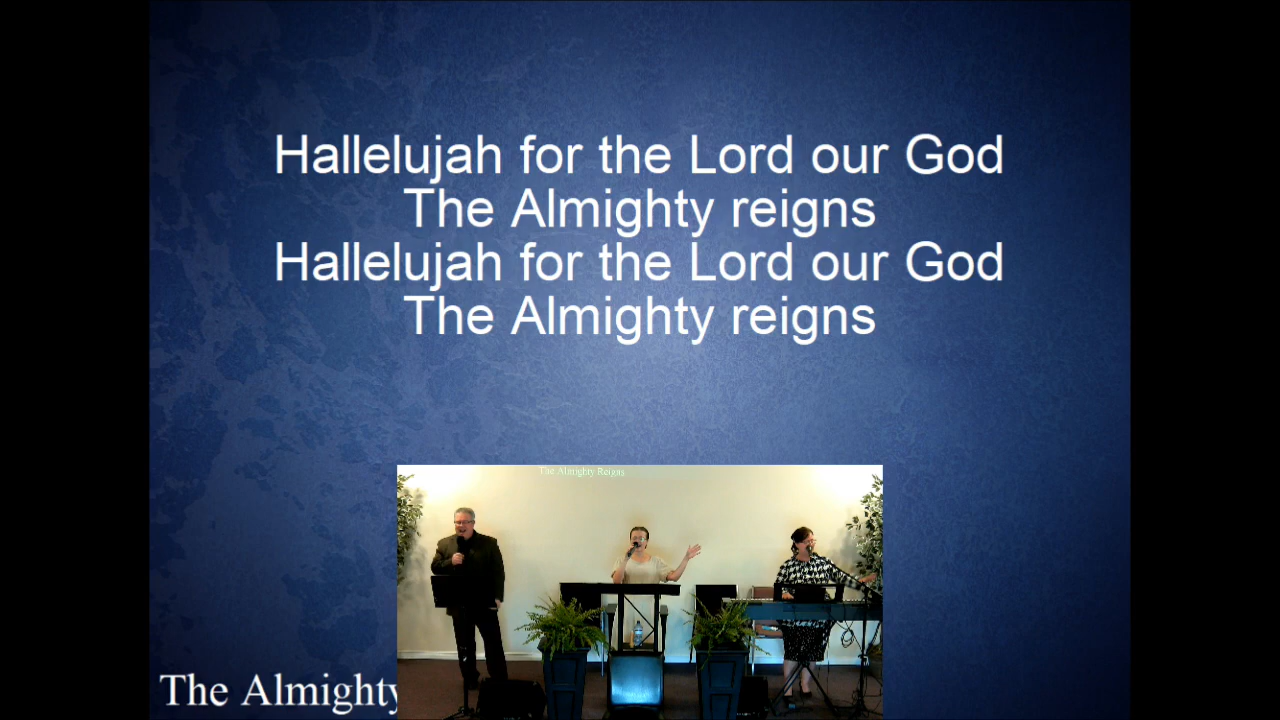 Hallelujah for the Lord our God
The Almighty reigns
Hallelujah for the Lord our God
The Almighty reigns
The Almighty Reigns
The Almighty